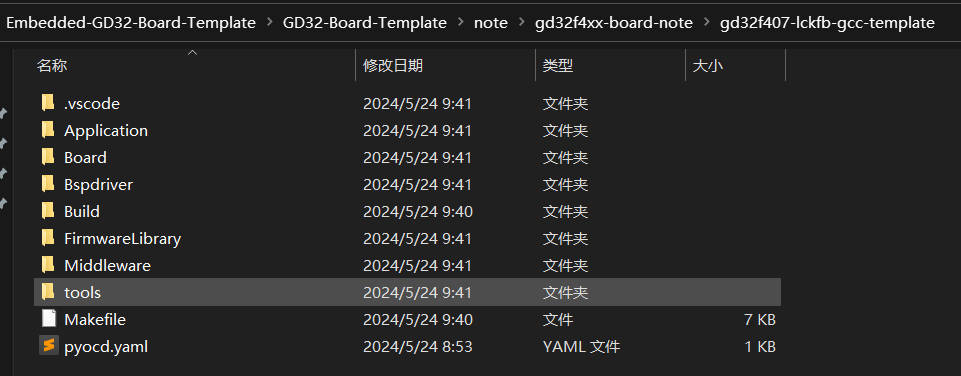 Embedded-GD32-Board-Template > GD32-Board-Template > note > gd32f4xx-board-note > gd32f407-lckfb-gcc-template
名称 修改日期 类型 大小
.vscode 2024/5/24 9:41 文件夹
Application 2024/5/24 9:41 文件夹
Board 2024/5/24 9:41 文件夹
Bspdriver 2024/5/24 9:41 文件夹
Build 2024/5/24 9:40 文件夹
FirmwareLibrary 2024/5/24 9:41 文件夹
Middleware 2024/5/24 9:41 文件夹
tools 2024/5/24 9:41 文件夹
Makefile 2024/5/24 9:40 文件 7 KB
pyocd.yaml 2024/5/24 8:53 YAML 文件 1 KB